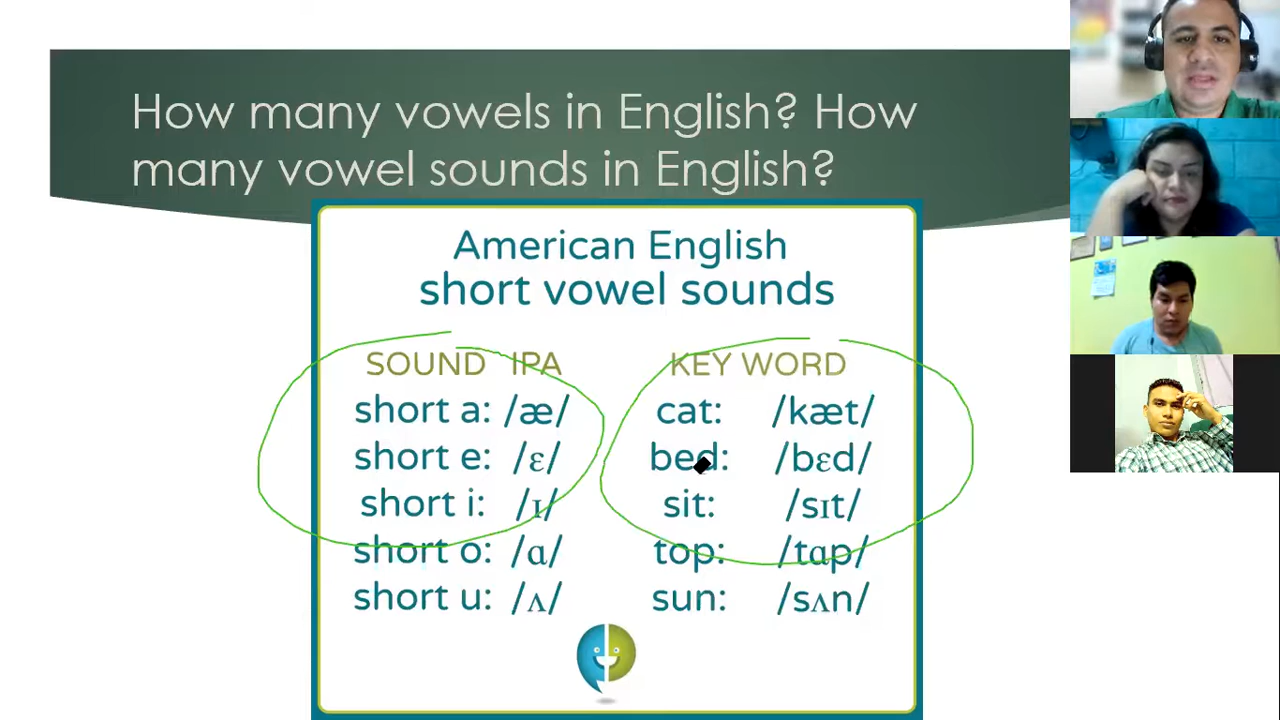 How many vowels in English? How
many vowel sounds in English?
American English
short vowel sounds
SOUND IPA KEY WORD
short a: /æ/ cat: /kæt/
short e: /ɛ/ bed: /bɛd/
short i: /ɪ/ sit: /sɪt/
short o: /ɑ/ top: /tɑp/
short u: /ʌ/ sun: /sʌn/